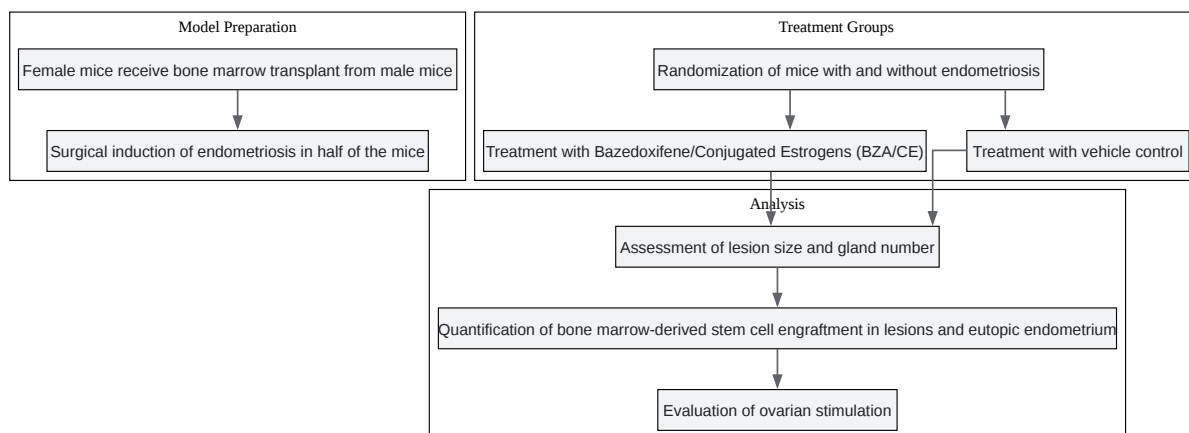 Model Preparation
Female mice receive bone marrow transplant from male mice
Surgical induction of endometriosis in half of the mice
Treatment Groups
Randomization of mice with and without endometriosis
Treatment with Bazedoxifene/Conjugated Estrogens (BZA/CE)
Treatment with vehicle control
Analysis
Assessment of lesion size and gland number
Quantification of bone marrow-derived stem cell engraftment in lesions and eutopic endometrium
Evaluation of ovarian stimulation